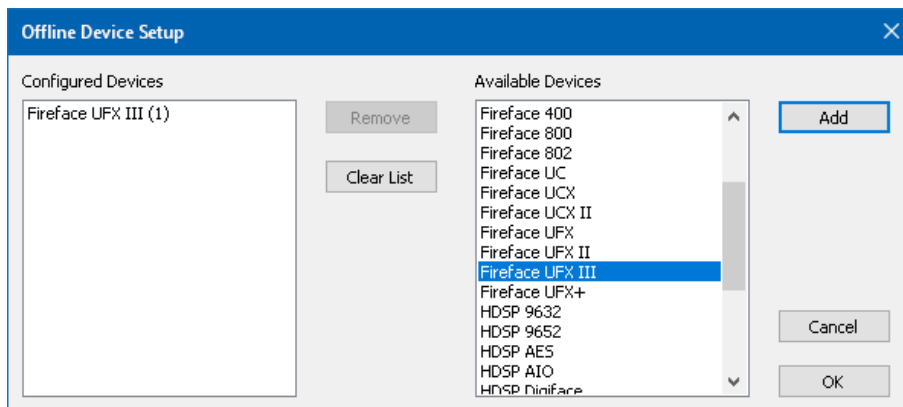 Offline Device Setup
Configured Devices
Fireface UFX III (1)
Remove
Clear List
Available Devices
Fireface 400
Fireface 800
Fireface 802
Fireface UC
Fireface UCX
Fireface UCX II
Fireface UFX
Fireface UFX II
Fireface UFX III
Fireface UFX+
HDSP 9632
HDSP 9652
HDSP AES
HDSP AIO
HDSP Digiface
Add
Cancel
OK